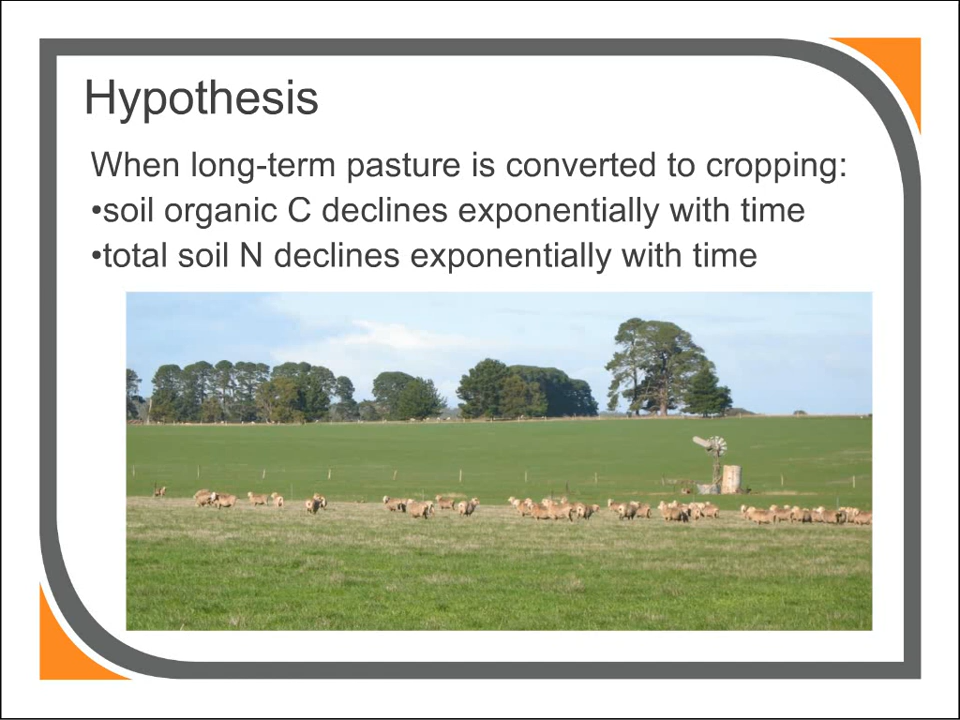 Hypothesis
When long-term pasture is converted to cropping:
•soil organic C declines exponentially with time
•total soil N declines exponentially with time